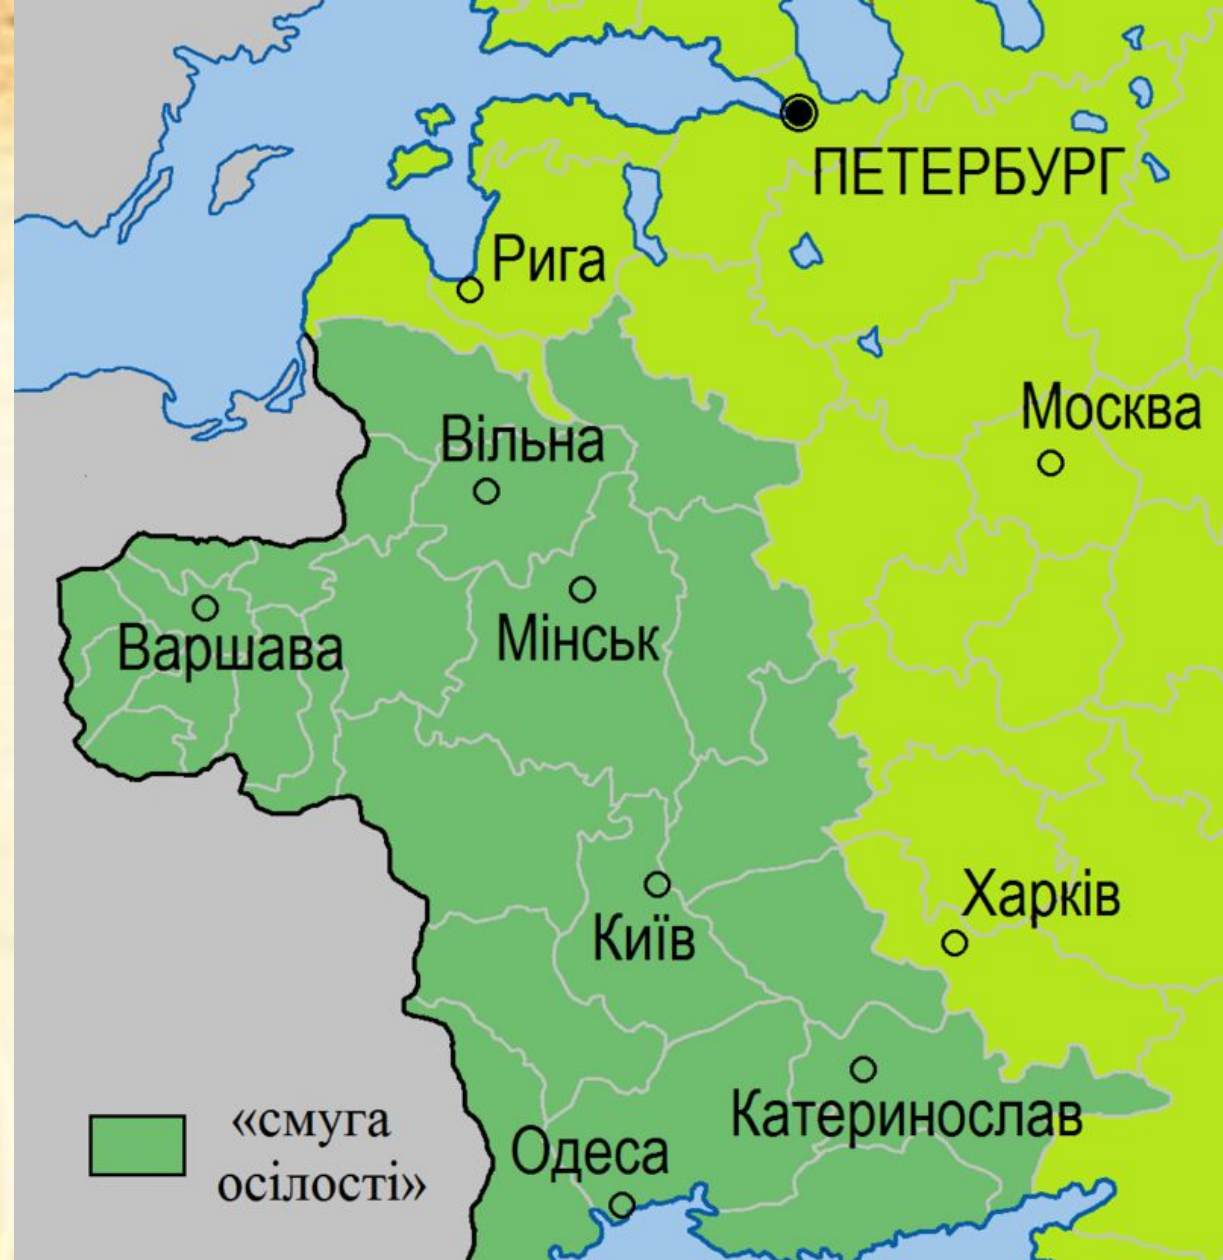 ПЕТЕРБУРГ
Рига
Москва
Вільна
Мінськ
Варшава
Харків
Київ
Катеринослав
Одеса
«смуга
осілості»